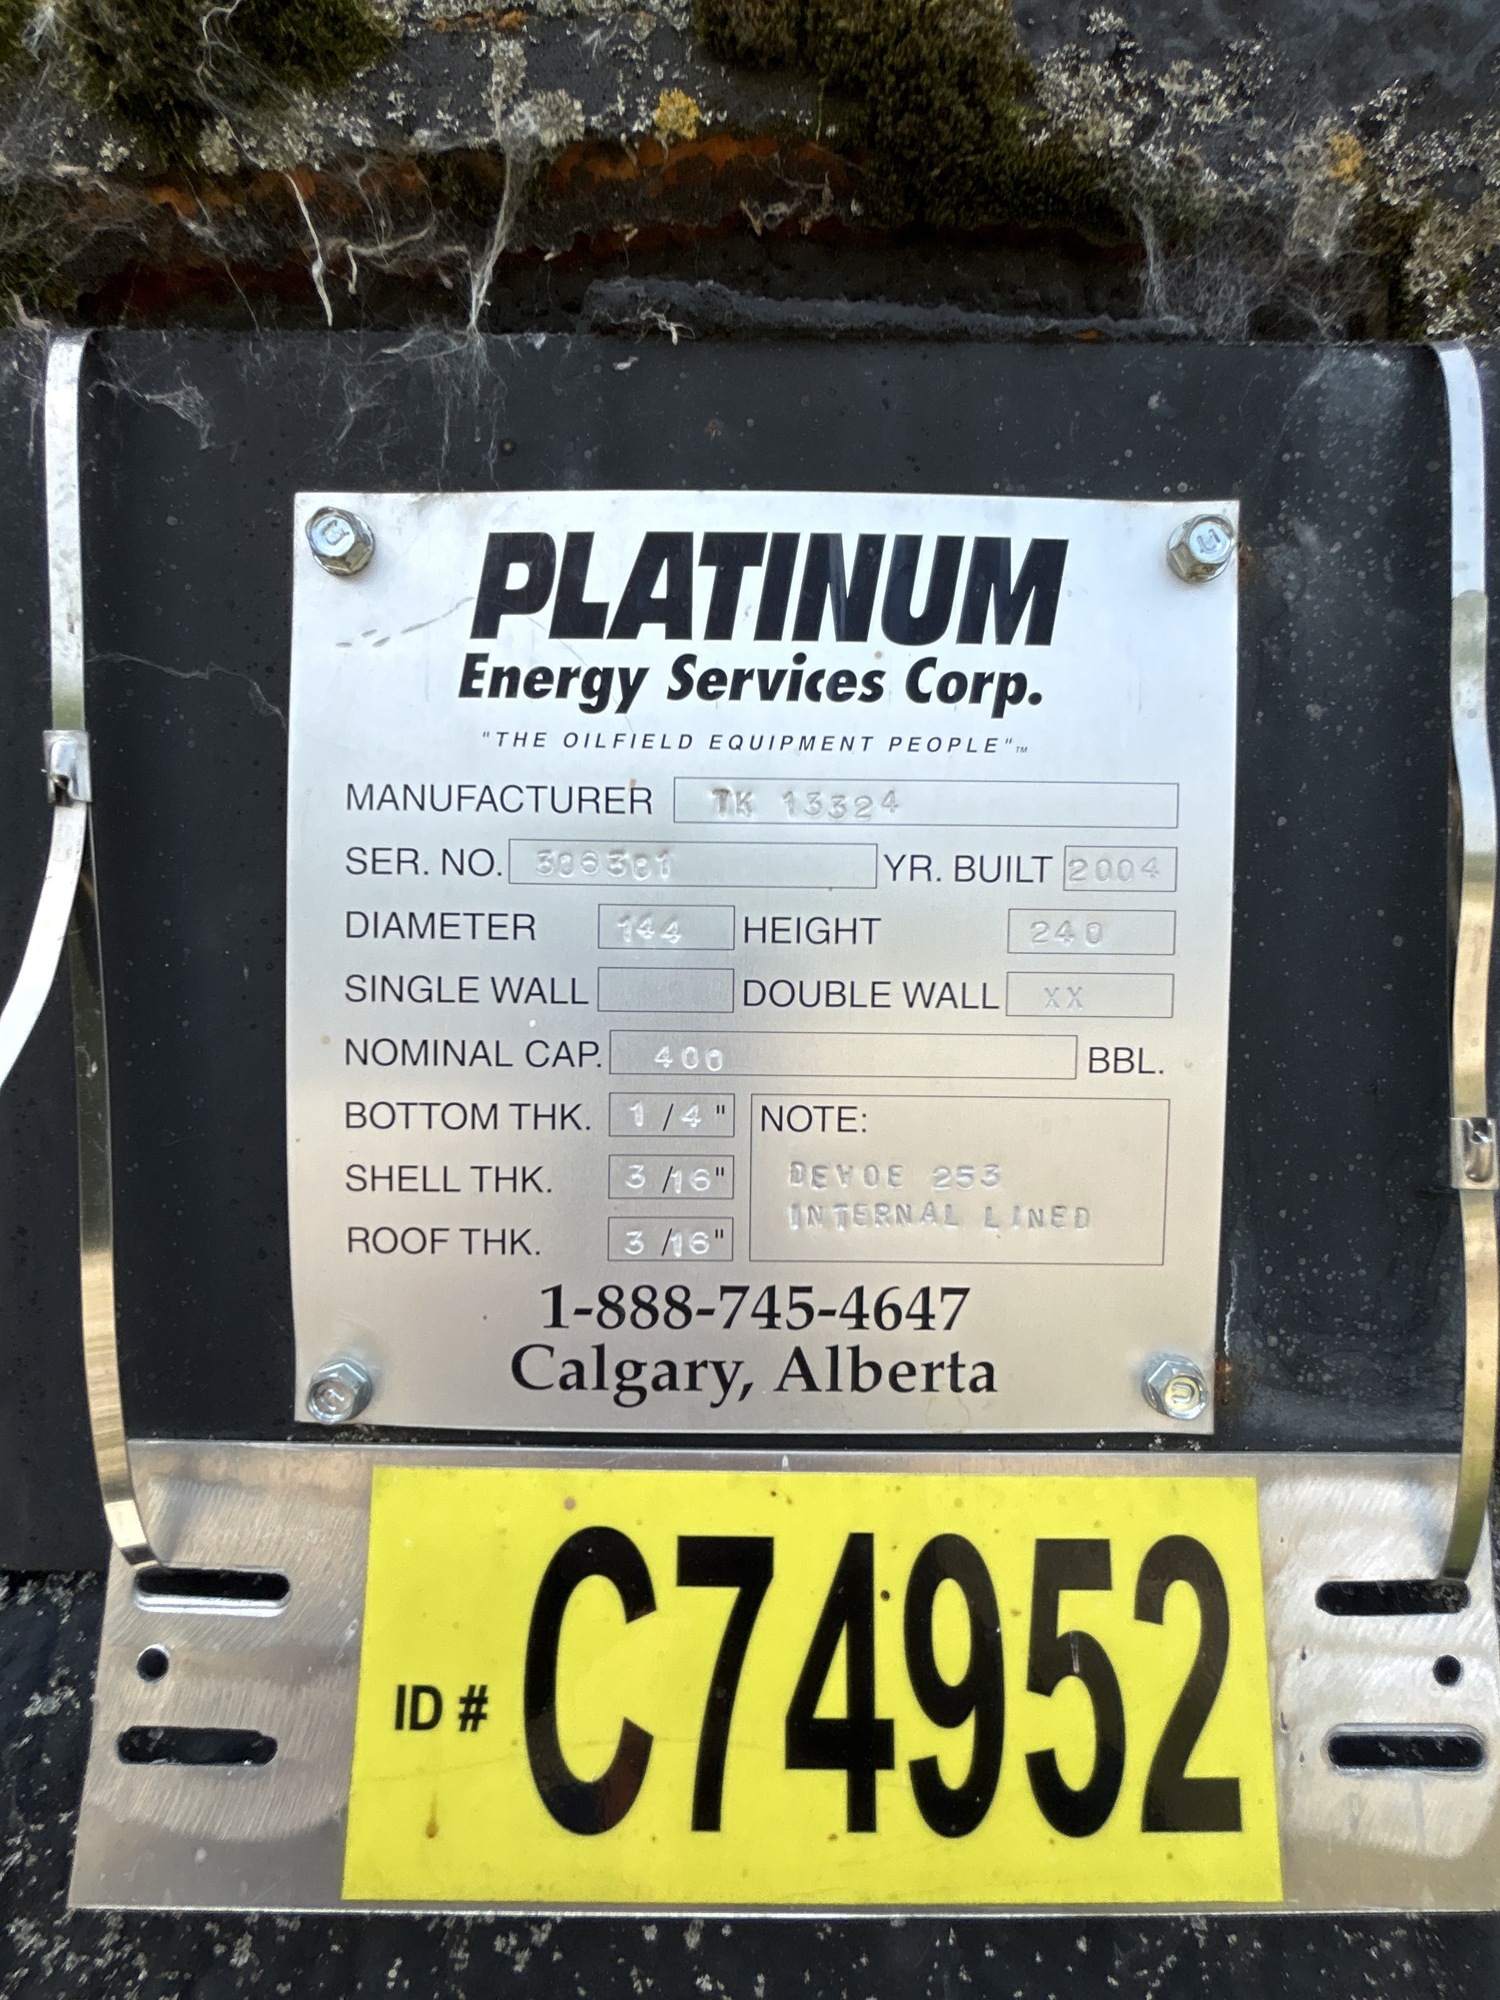 PLATINUM
Energy Services Corp.
"THE OILFIELD EQUIPMENT PEOPLE"™
MANUFACTURER TK 13324
SER. NO. 306301 YR. BUILT 2004
DIAMETER 144 HEIGHT 240
SINGLE WALL DOUBLE WALL XX
NOMINAL CAP. 400 BBL.
BOTTOM THK. 1/4" NOTE:
SHELL THK. 3/16" DEVOE 253
INTERNAL LINED
ROOF THK. 3/16"
1-888-745-4647
Calgary, Alberta
ID # C74952